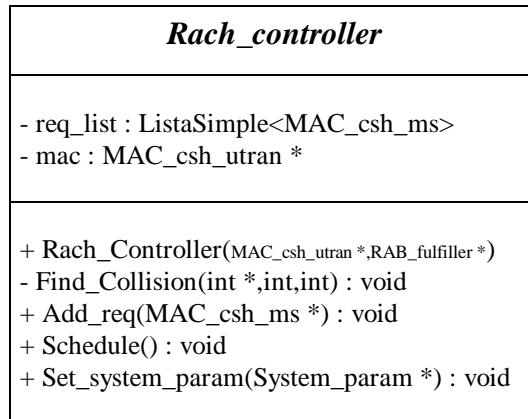 Rach_controller
- req_list : ListaSimple<MAC_csh_ms>
- mac : MAC_csh_utran *
+ Rach_Controller(MAC_csh_utran *,RAB_fulfiller *)
- Find_Collision(int *,int,int) : void
+ Add_req(MAC_csh_ms *) : void
+ Schedule() : void
+ Set_system_param(System_param *) : void